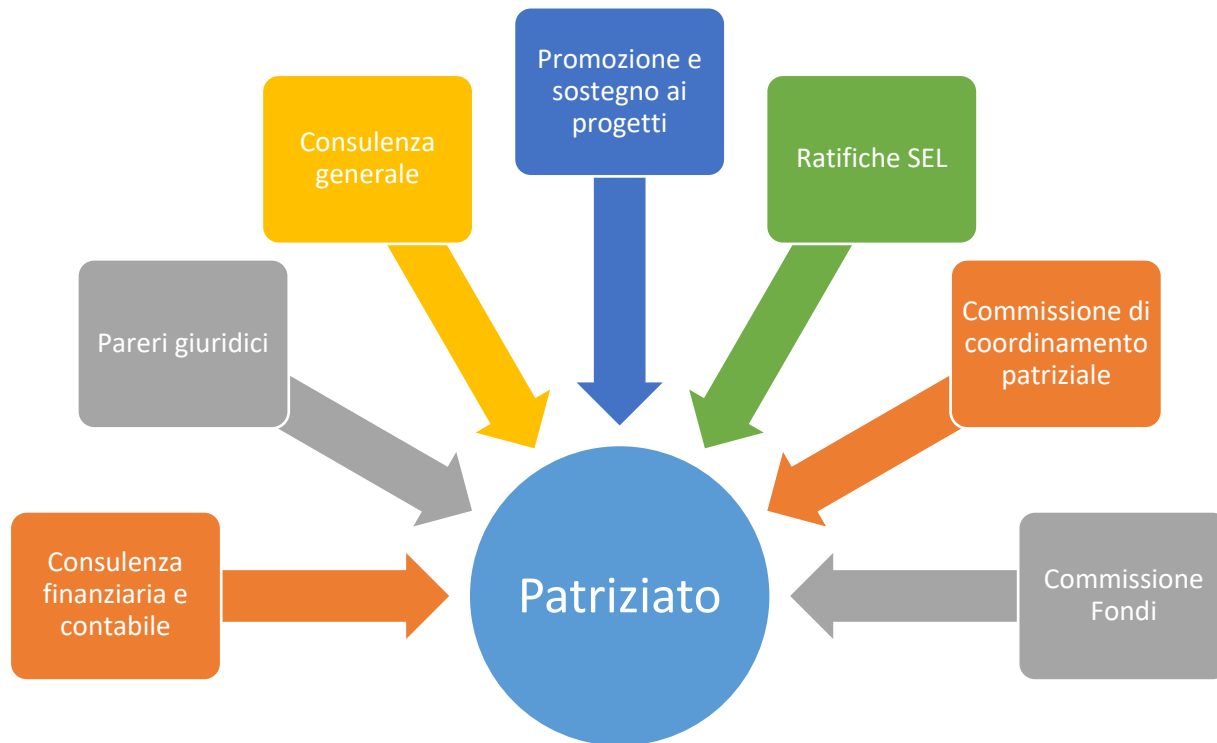 Promozione e
sostegno ai
progetti
Consulenza
generale
Ratifiche SEL
Pareri giuridici
Commissione di
coordinamento
patriziale
Consulenza
finanziaria e
contabile
Patriziato
Commissione
Fondi